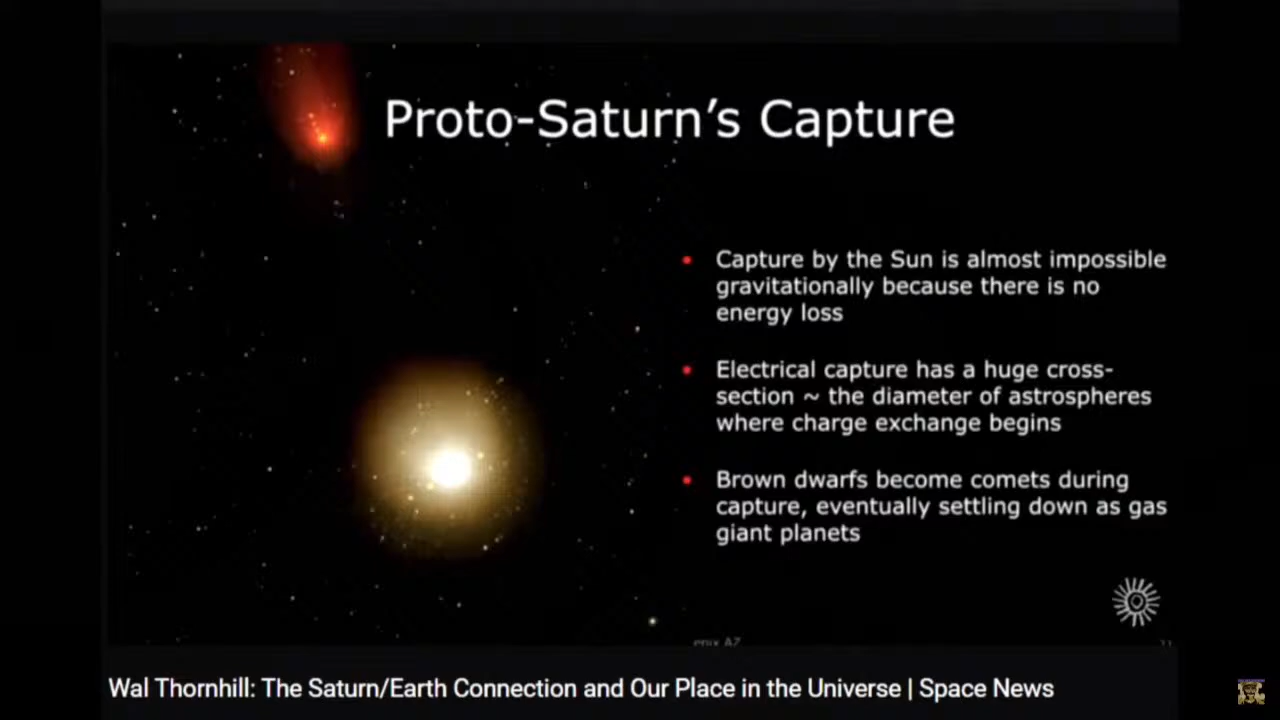 Proto-Saturn's Capture
• Capture by the Sun is almost impossible
gravitationally because there is no
energy loss
• Electrical capture has a huge cross-
section ~ the diameter of astrospheres
where charge exchange begins
• Brown dwarfs become comets during
capture, eventually settling down as gas
giant planets
Wal Thornhill: The Saturn/Earth Connection and Our Place in the Universe | Space News